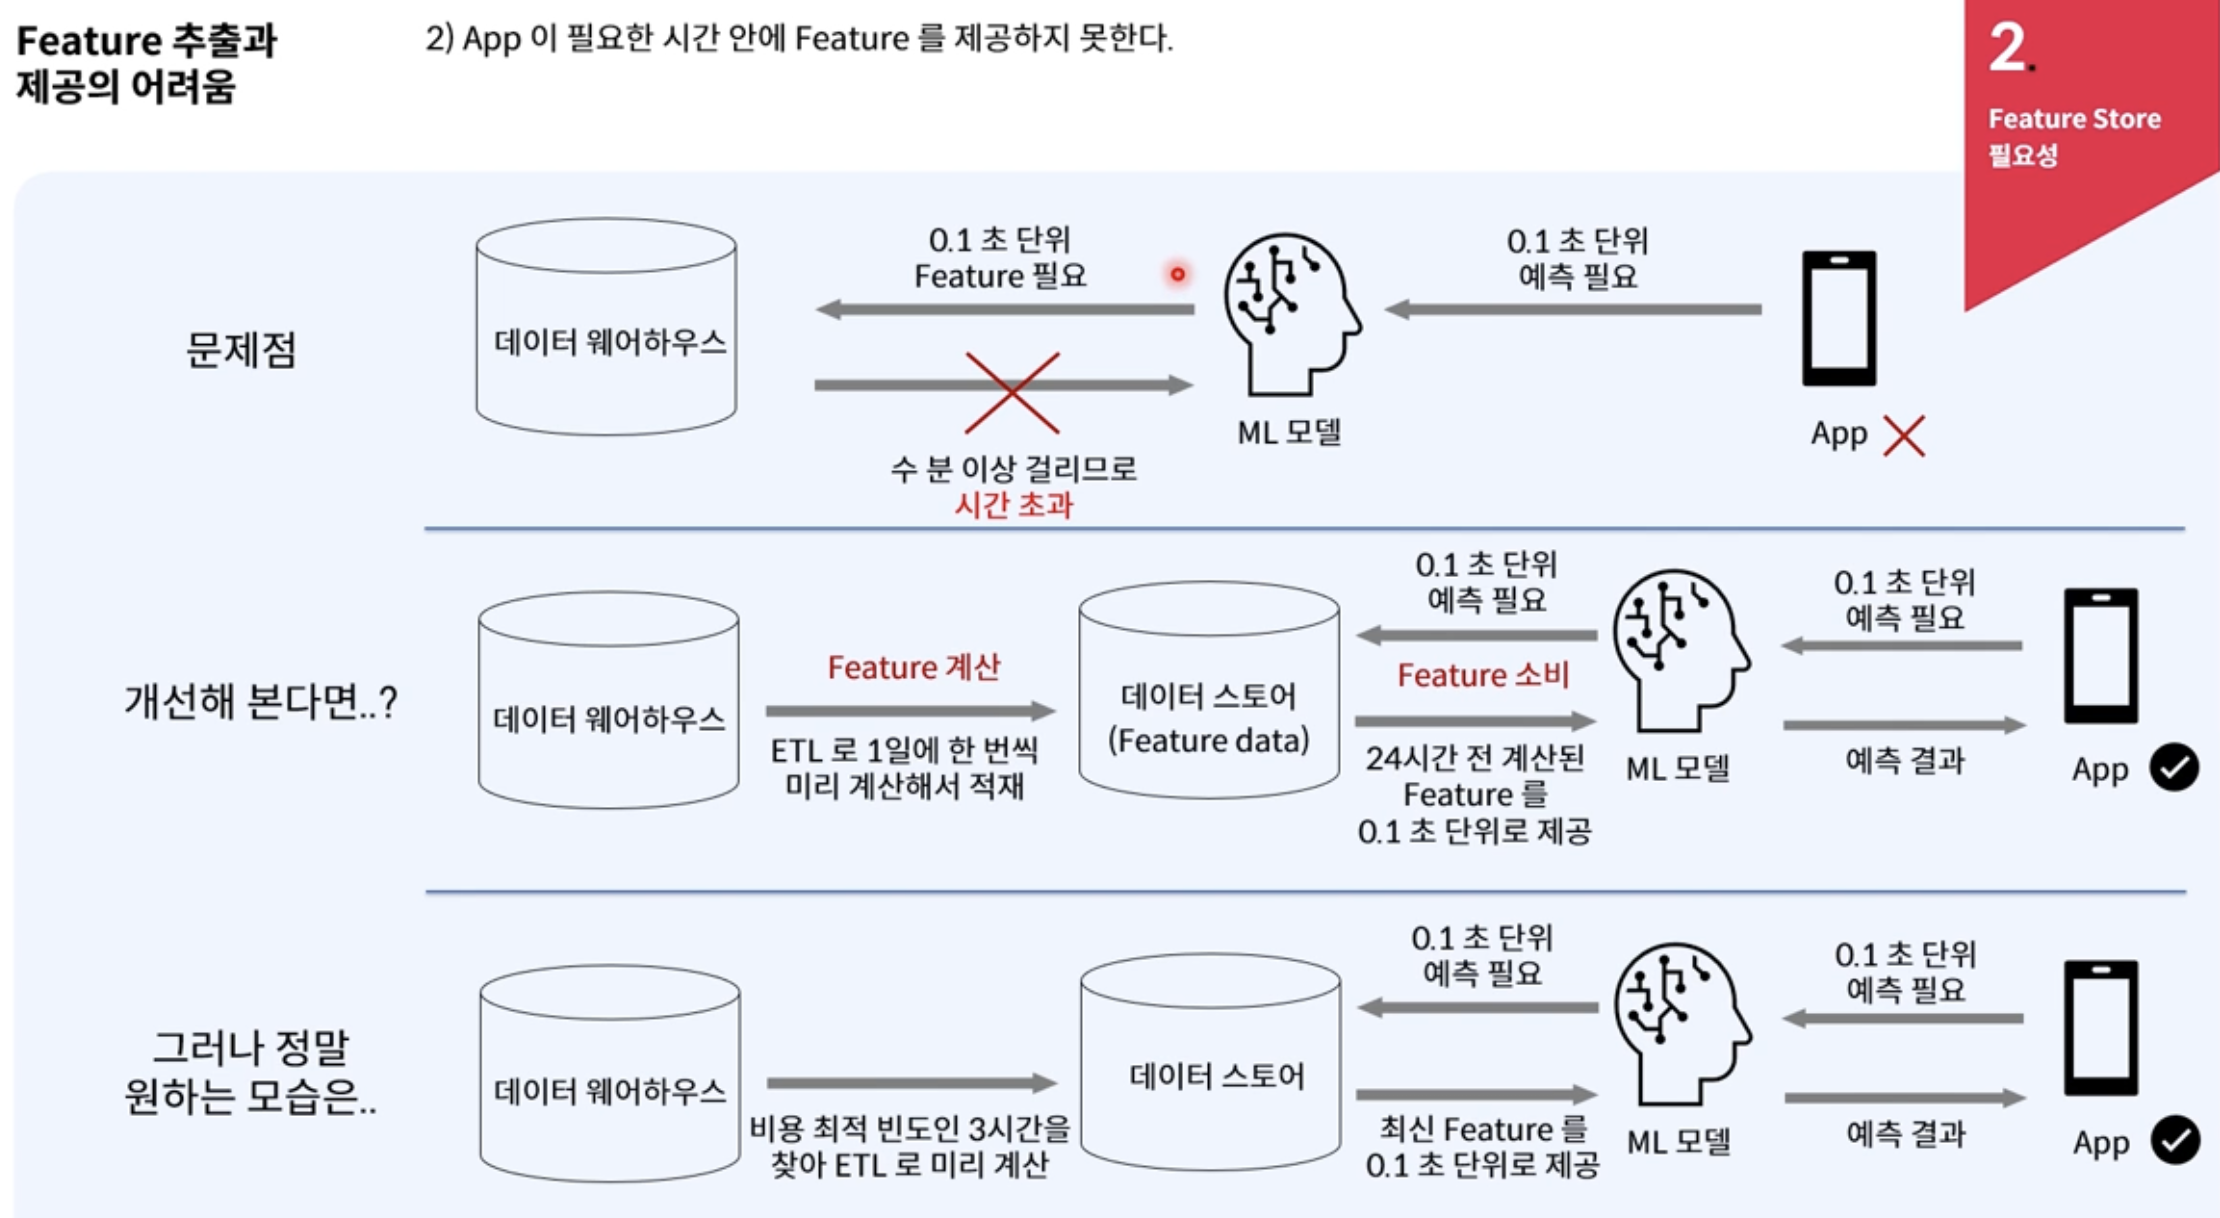 Feature 추출과
제공의 어려움
2) App 이 필요한 시간 안에 Feature 를 제공하지 못한다.
2.
Feature Store
필요성
문제점
데이터 웨어하우스
0.1 초 단위
Feature 필요
수 분 이상 걸리므로
시간 초과
ML 모델
0.1 초 단위
예측 필요
App
개선해 본다면..?
데이터 웨어하우스
Feature 계산
ETL 로 1일에 한 번씩
미리 계산해서 적재
데이터 스토어
(Feature data)
0.1 초 단위
예측 필요
Feature 소비
24시간 전 계산된
Feature 를
0.1 초 단위로 제공
ML 모델
0.1 초 단위
예측 필요
예측 결과
App
그러나 정말
원하는 모습은..
데이터 웨어하우스
비용 최적 빈도인 3시간을
찾아 ETL 로 미리 계산
데이터 스토어
0.1 초 단위
예측 필요
최신 Feature 를
0.1 초 단위로 제공
ML 모델
0.1 초 단위
예측 필요
예측 결과
App